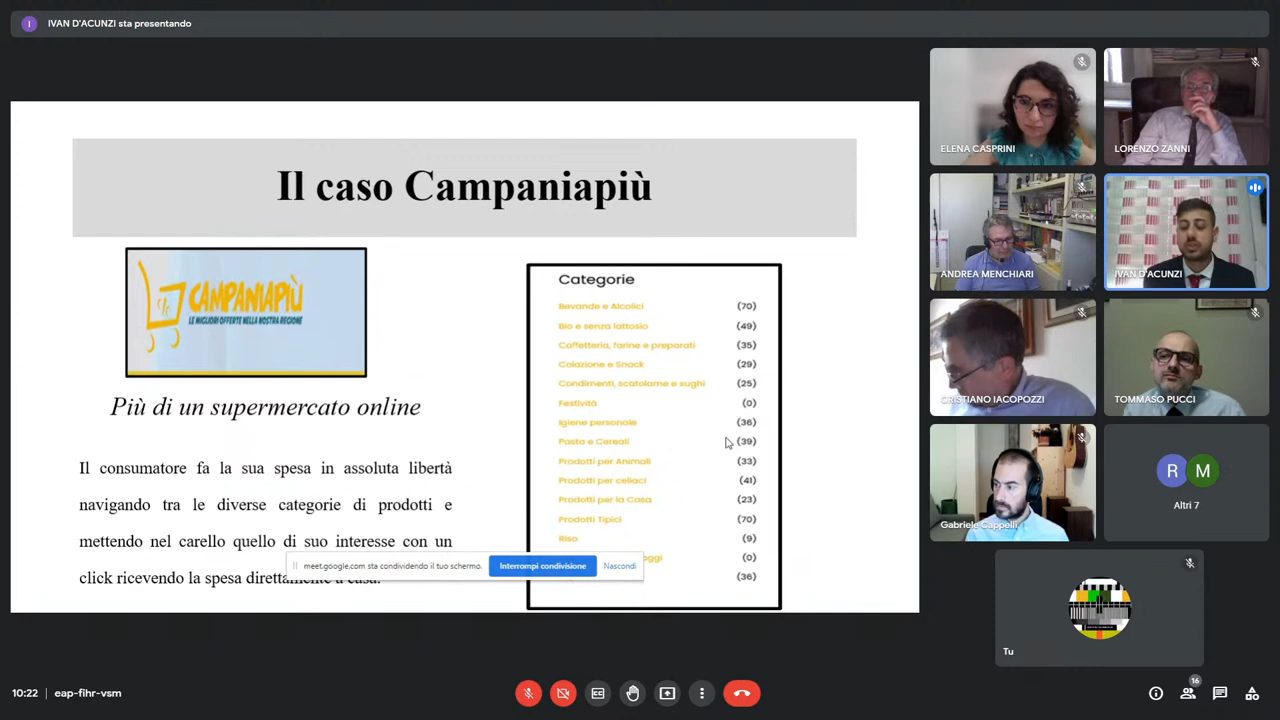 I
IVAN D'ACUNZI sta presentando
Il caso Campaniapiù
CAMPANIAPIÙ
LE MIGLIORI OFFERTE NELLA NOSTRA REGIONE
Più di un supermercato online
Il consumatore fa la sua spesa in assoluta libertà
navigando tra le diverse categorie di prodotti e
mettendo nel carello quello di suo interesse con un
click ricevendo la spesa direttamente a casa.
Categorie
Bevande e Alcolici (70)
Bio e senza lattosio (49)
Caffetteria, farine e preparati (35)
Colazione e Snack (29)
Condimenti, scatolame e sughi (25)
Festività (0)
Igiene personale (36)
Pasta e Cereali (39)
Prodotti per Animali (33)
Prodotti per celiaci (41)
Prodotti per la Casa (23)
Prodotti Tipici (70)
Riso (9)
(0)
(36)
meet.google.com sta condividendo il tuo schermo.
Interrompi condivisione
Nascondi
ELENA CASPRINI
LORENZO ZANNI
ANDREA MENCHIARI
IVAN D'ACUNZI
CRISTIANO IACOPOZZI
TOMMASO PUCCI
Gabriele Cappelli
R M
Altri 7
Tu
10:22 eap-fihr-vsm
16